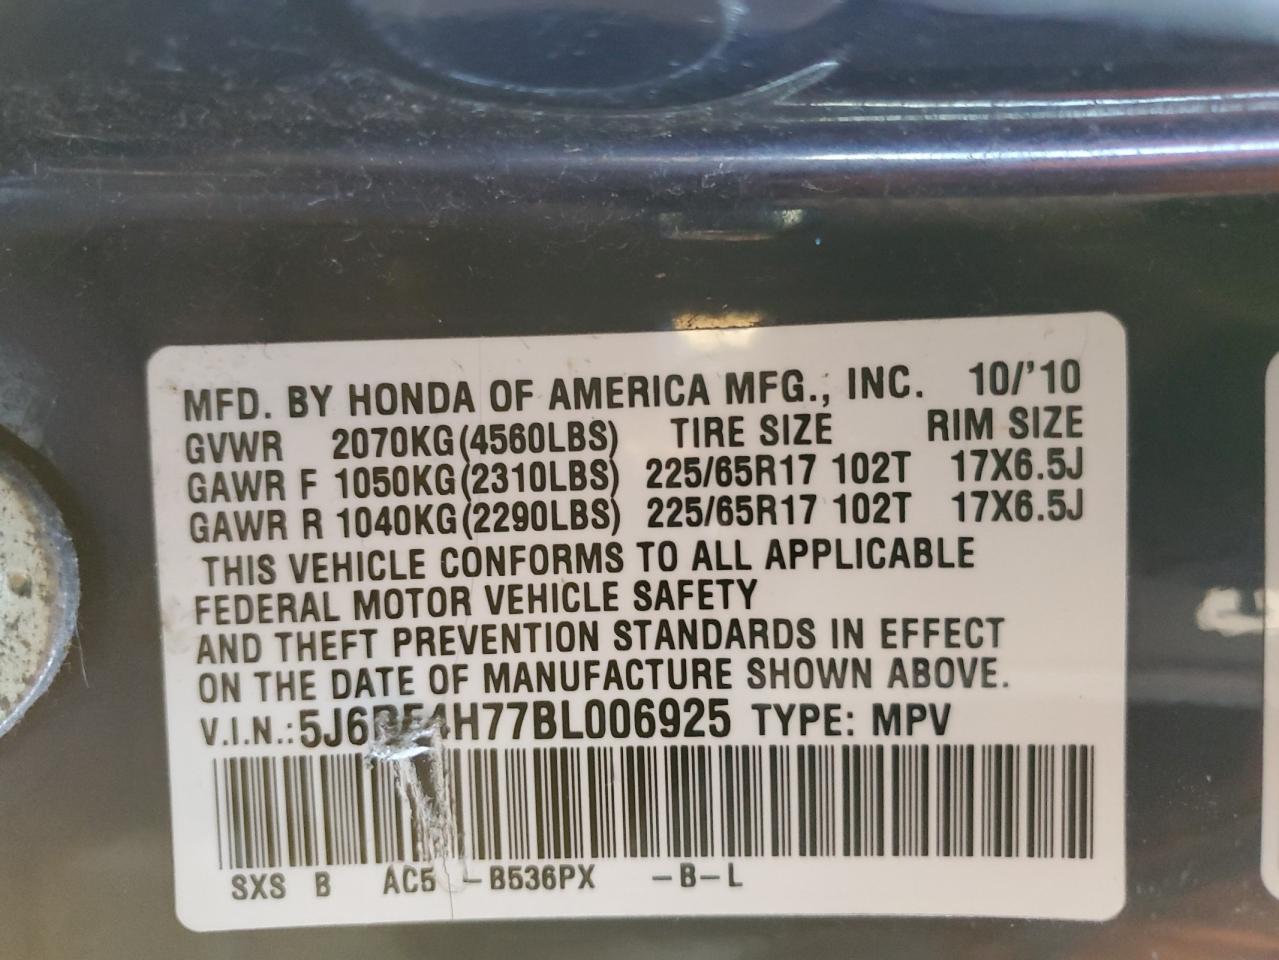 MFD. BY HONDA OF AMERICA MFG., INC. 10/'10
GVWR 2070KG(4560LBS) TIRE SIZE RIM SIZE
GAWR F 1050KG(2310LBS) 225/65R17 102T 17X6.5J
GAWR R 1040KG(2290LBS) 225/65R17 102T 17X6.5J
THIS VEHICLE CONFORMS TO ALL APPLICABLE
FEDERAL MOTOR VEHICLE SAFETY
AND THEFT PREVENTION STANDARDS IN EFFECT
ON THE DATE OF MANUFACTURE SHOWN ABOVE.
V.I.N.: 5J6RE4H77BL006925 TYPE: MPV
SXS B AC5 -B536PX -B-L